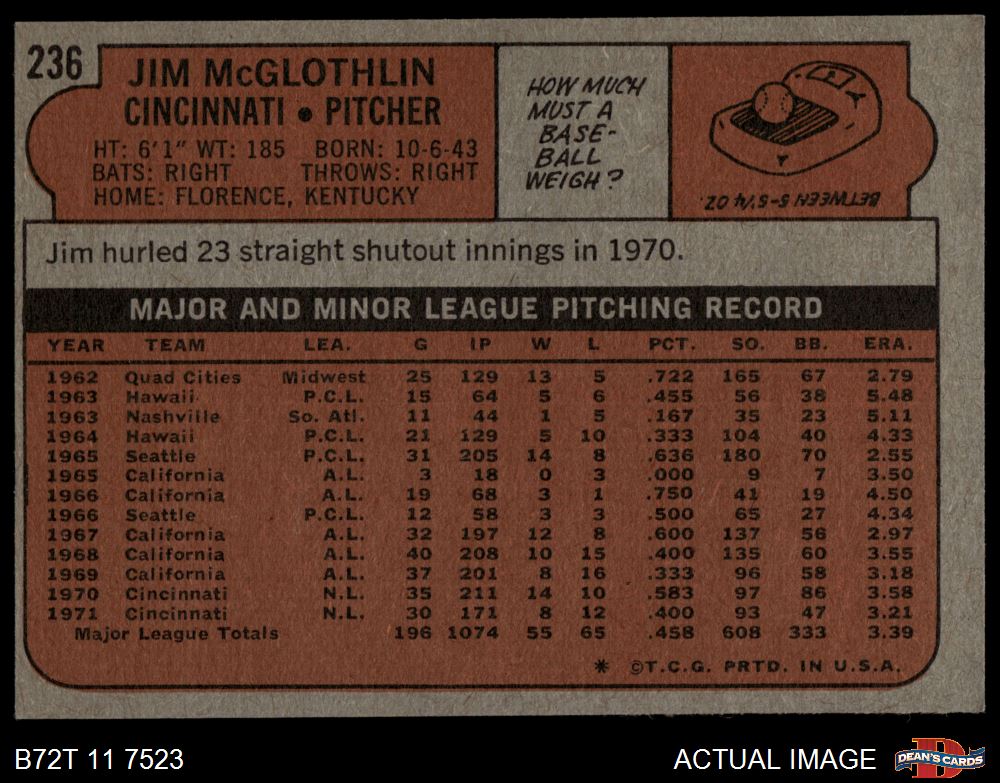 236
JIM McGLOTHLIN
CINCINNATI • PITCHER
HT: 6'1" WT: 185 BORN: 10-6-43
BATS: RIGHT THROWS: RIGHT
HOME: FLORENCE, KENTUCKY
HOW MUCH
MUST A
BASE-
BALL
WEIGH?
BETWEEN 5-5¼ OZ.
Jim hurled 23 straight shutout innings in 1970.
MAJOR AND MINOR LEAGUE PITCHING RECORD
YEAR TEAM LEA. G IP W L PCT. SO. BB. ERA.
1962 Quad Cities Midwest 25 129 13 5 .722 165 67 2.79
1963 Hawaii P.C.L. 15 64 5 6 .455 56 38 5.48
1963 Nashville So. Atl. 11 44 1 5 .167 35 23 5.11
1964 Hawaii P.C.L. 21 129 5 10 .333 104 40 4.33
1965 Seattle P.C.L. 31 205 14 8 .636 180 70 2.55
1965 California A.L. 3 18 0 3 .000 9 7 3.50
1966 California A.L. 19 68 3 1 .750 41 19 4.50
1966 Seattle P.C.L. 12 58 3 3 .500 65 27 4.34
1967 California A.L. 32 197 12 8 .600 137 56 2.97
1968 California A.L. 40 208 10 15 .400 135 60 3.55
1969 California A.L. 37 201 8 16 .333 96 58 3.18
1970 Cincinnati N.L. 35 211 14 10 .583 97 86 3.58
1971 Cincinnati N.L. 30 171 8 12 .400 93 47 3.21
Major League Totals 196 1074 55 65 .458 608 333 3.39
* ©T.C.G. PRTD. IN U.S.A.
B72T 11 7523
ACTUAL IMAGE
D
DEAN'S CARDS